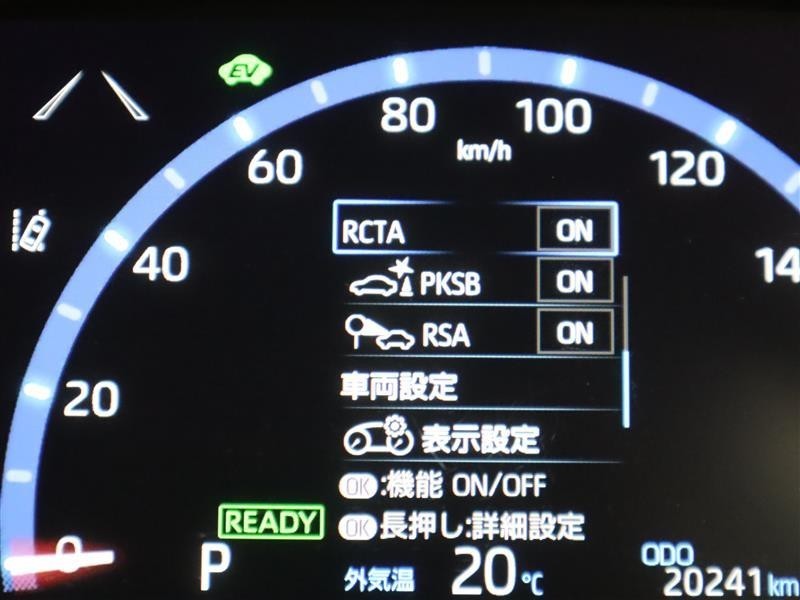 EV
80 100
km/h
60 120
RCTA ON
40 14
PKSB ON
RSA ON
車両設定
20
表示設定
OK:機能 ON/OFF
READY OK長押し:詳細設定
0 P 外気温 20℃ ODO
20241km